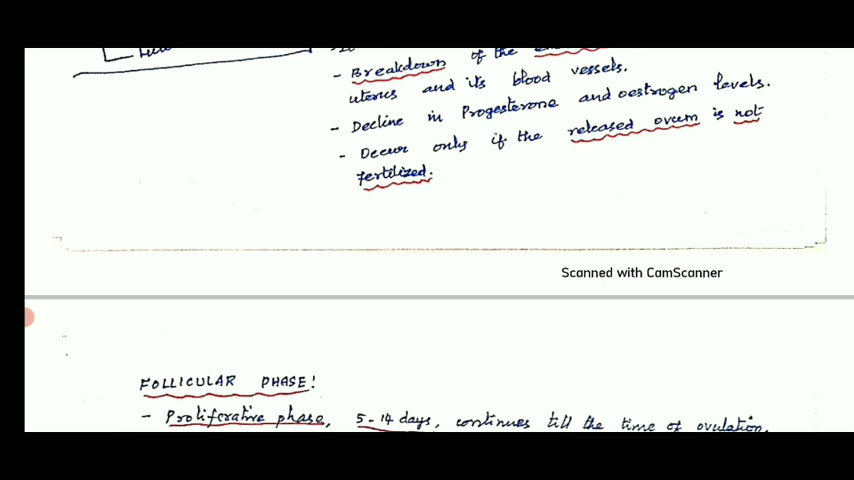 - Breakdown of the
uterus and its blood vessels.
- Decline in Progesterone and oestrogen levels.
- Occur only if the released ovum is not
fertilized.
Scanned with CamScanner
FOLLICULAR PHASE:
- Proliferative phase, 5-14 days, continues till the time of ovulation.